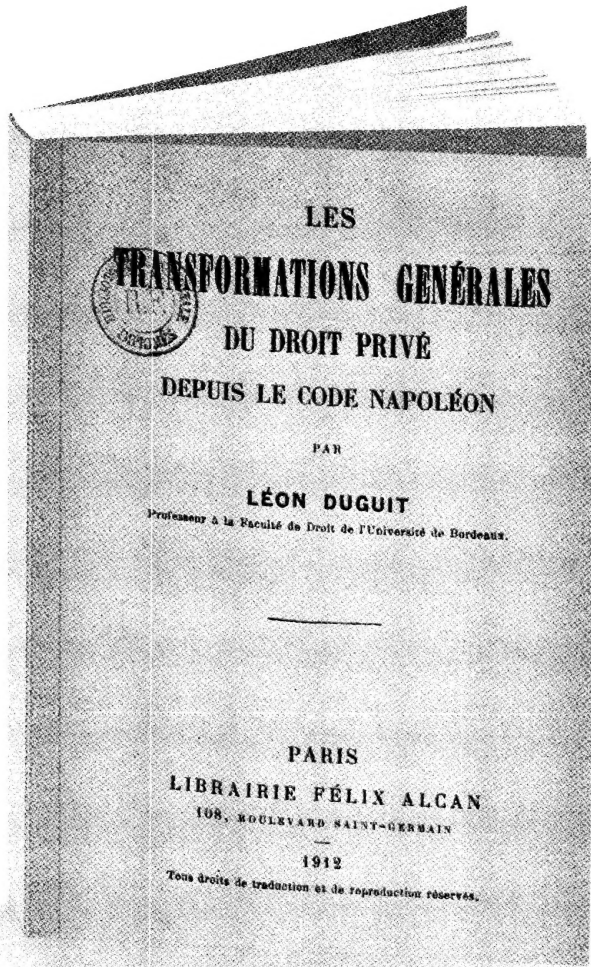 LES
TRANSFORMATIONS GÉNÉRALES
DU DROIT PRIVÉ
DEPUIS LE CODE NAPOLÉON
PAR
LÉON DUGUIT
Professeur à la Faculté de Droit de l'Université de Bordeaux.
PARIS
LIBRAIRIE FÉLIX ALCAN
108, BOULEVARD SAINT-GERMAIN
1912
Tous droits de traduction et de reproduction réservés.